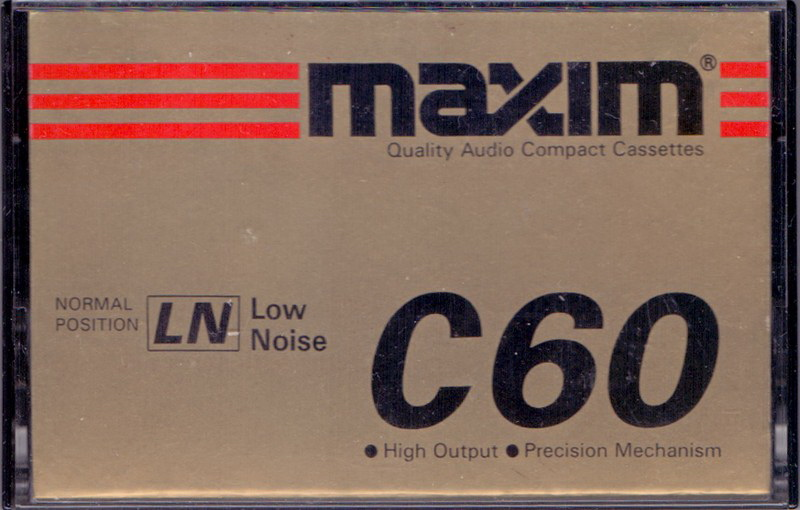 maxim®
Quality Audio Compact Cassettes
NORMAL
POSITION
LN
Low
Noise
C60
● High Output ● Precision Mechanism